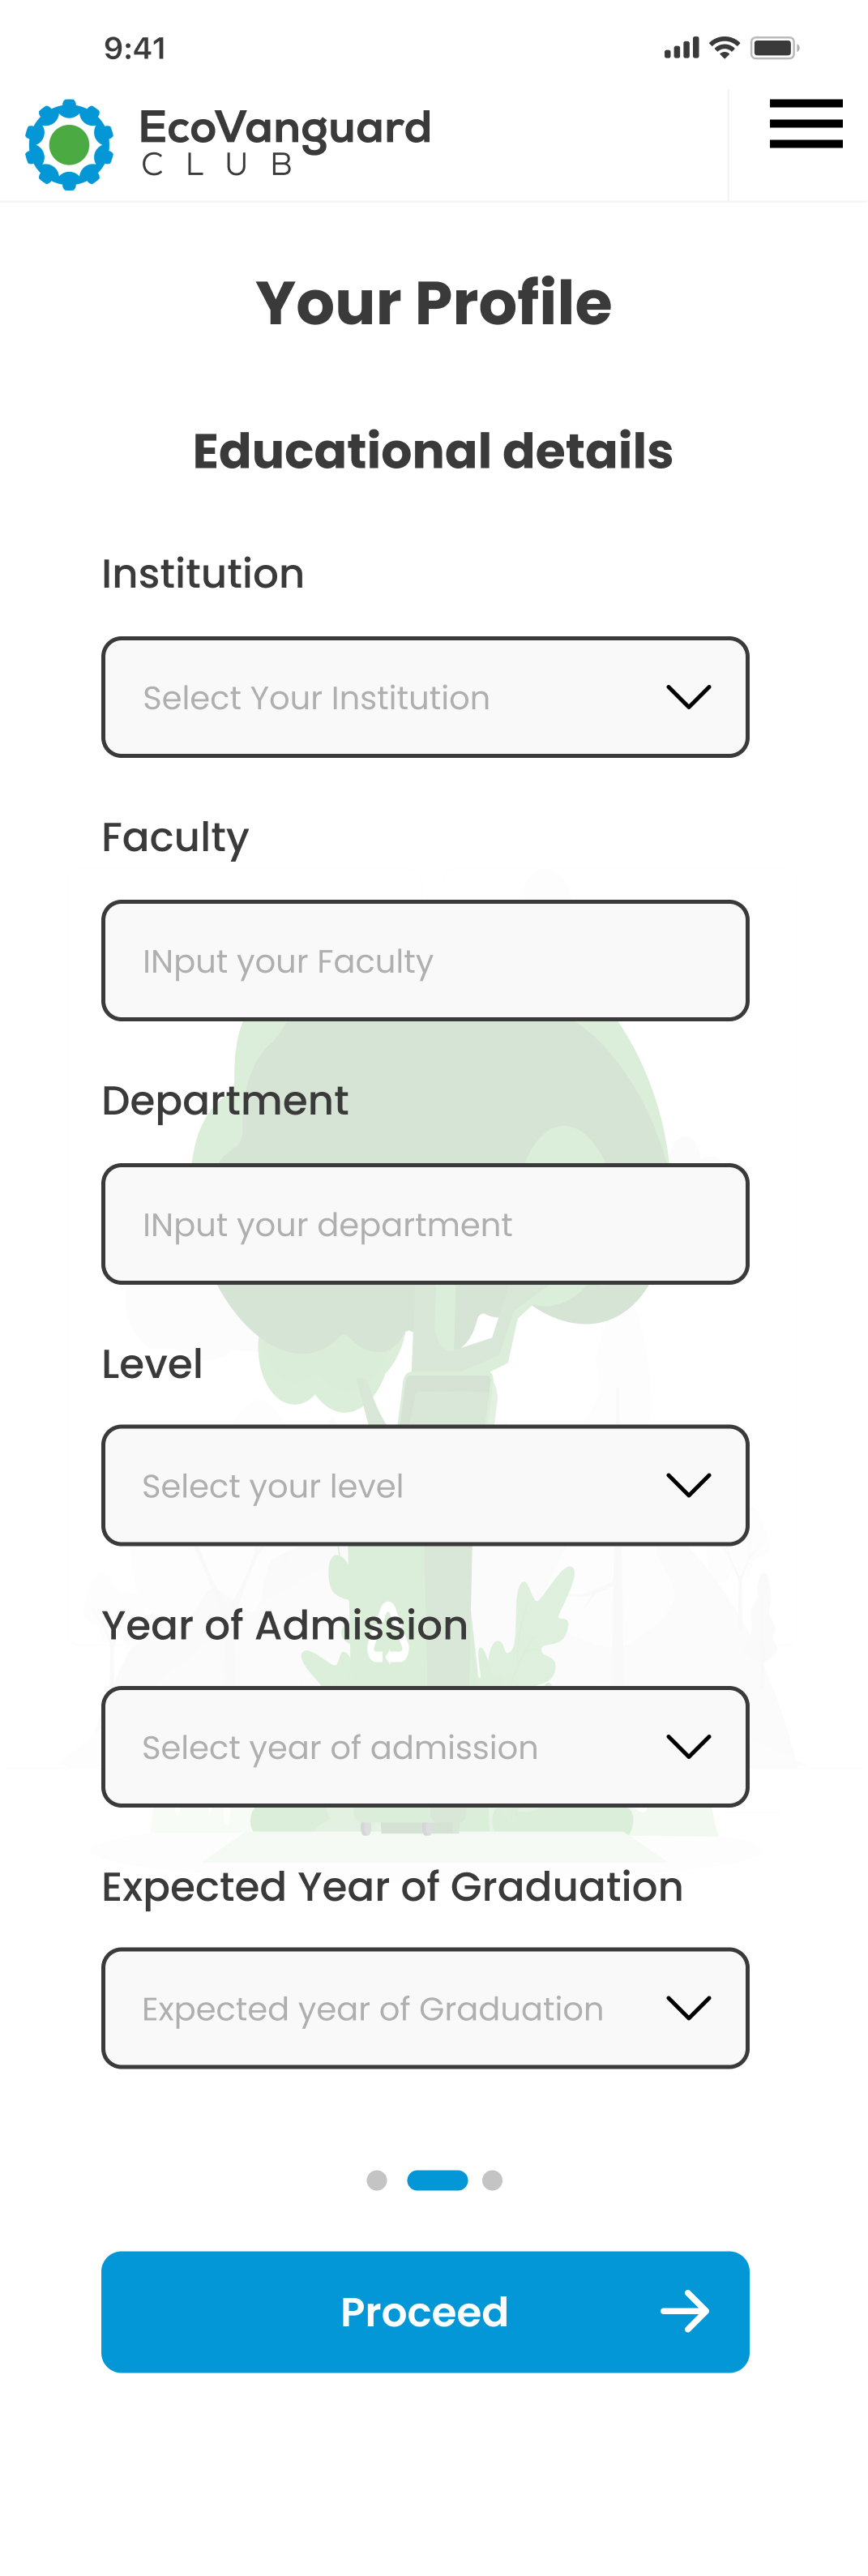 9:41
EcoVanguard
CLUB
Your Profile
Educational details
Institution
Select Your Institution
Faculty
INput your Faculty
Department
INput your department
Level
Select your level
Year of Admission
Select year of admission
Expected Year of Graduation
Expected year of Graduation
Proceed